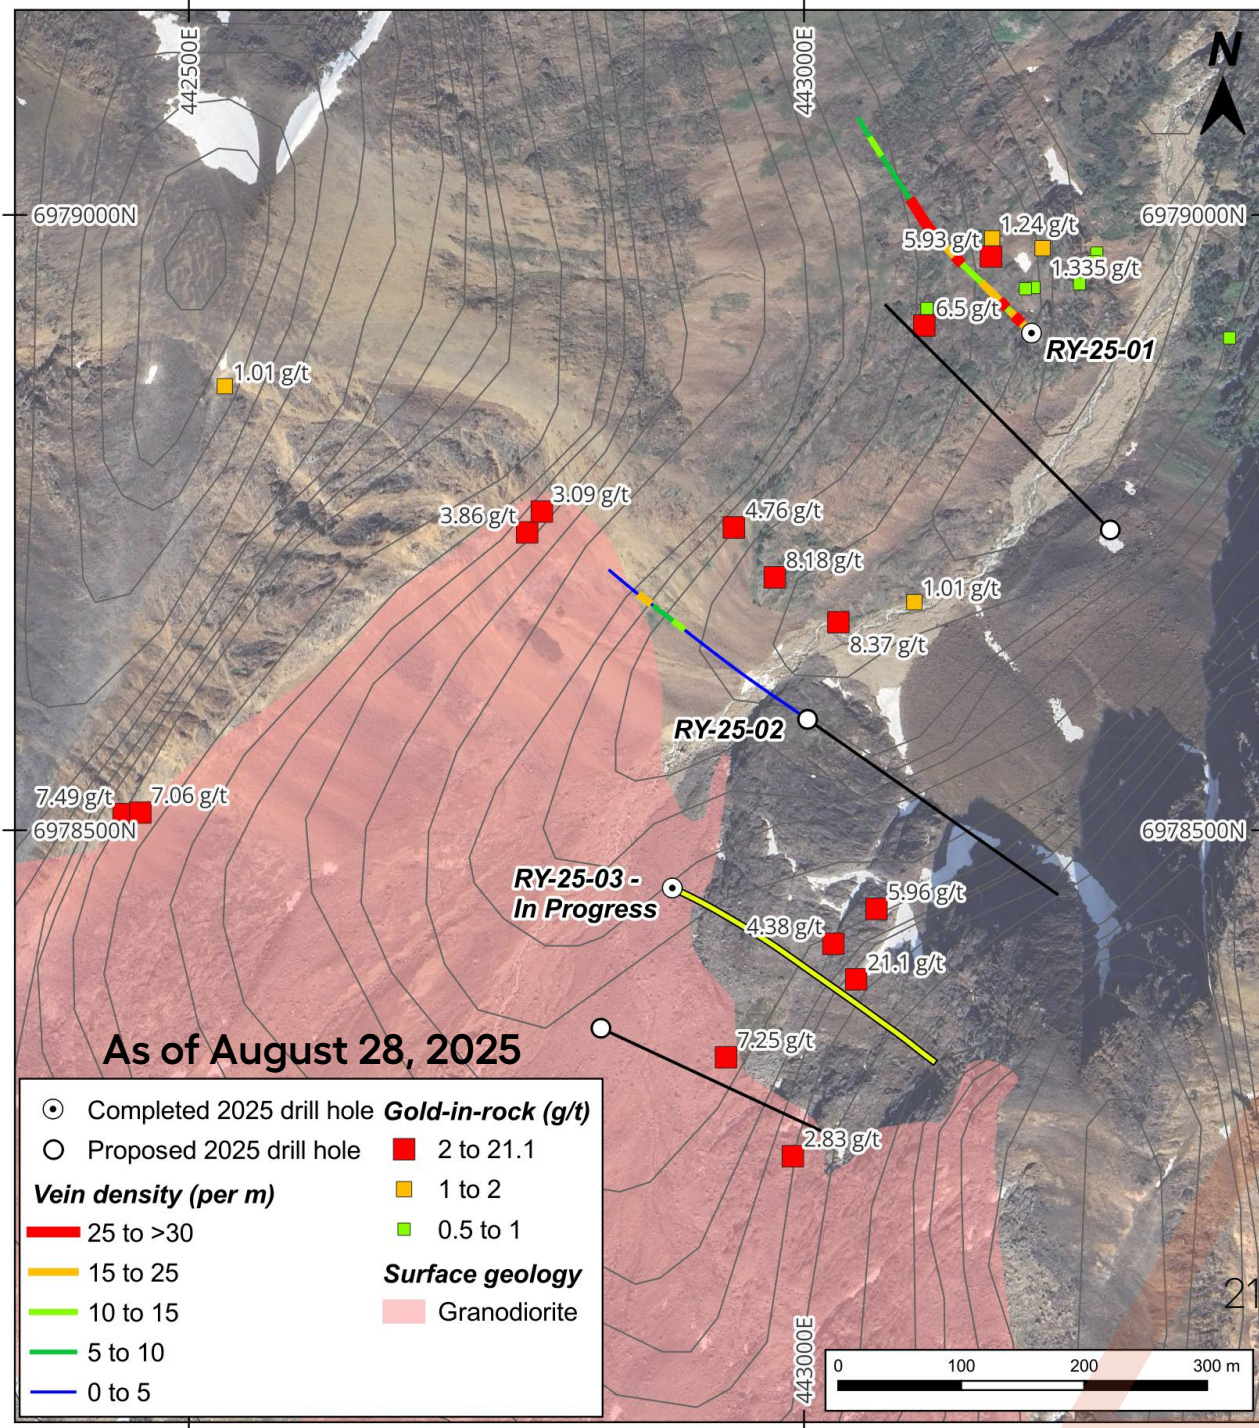 442500E
443000E
N
6979000N
6979000N
1.24 g/t
5.93 g/t
1.335 g/t
6.5 g/t
RY-25-01
1.01 g/t
3.09 g/t
3.86 g/t
4.76 g/t
8.18 g/t
1.01 g/t
8.37 g/t
RY-25-02
7.49 g/t
7.06 g/t
6978500N
6978500N
RY-25-03 -
In Progress
5.96 g/t
4.38 g/t
21.1 g/t
7.25 g/t
2.83 g/t
As of August 28, 2025
Completed 2025 drill hole
Proposed 2025 drill hole
Vein density (per m)
25 to >30
15 to 25
10 to 15
5 to 10
0 to 5
Gold-in-rock (g/t)
2 to 21.1
1 to 2
0.5 to 1
Surface geology
Granodiorite
21
443000E
0 100 200 300 m